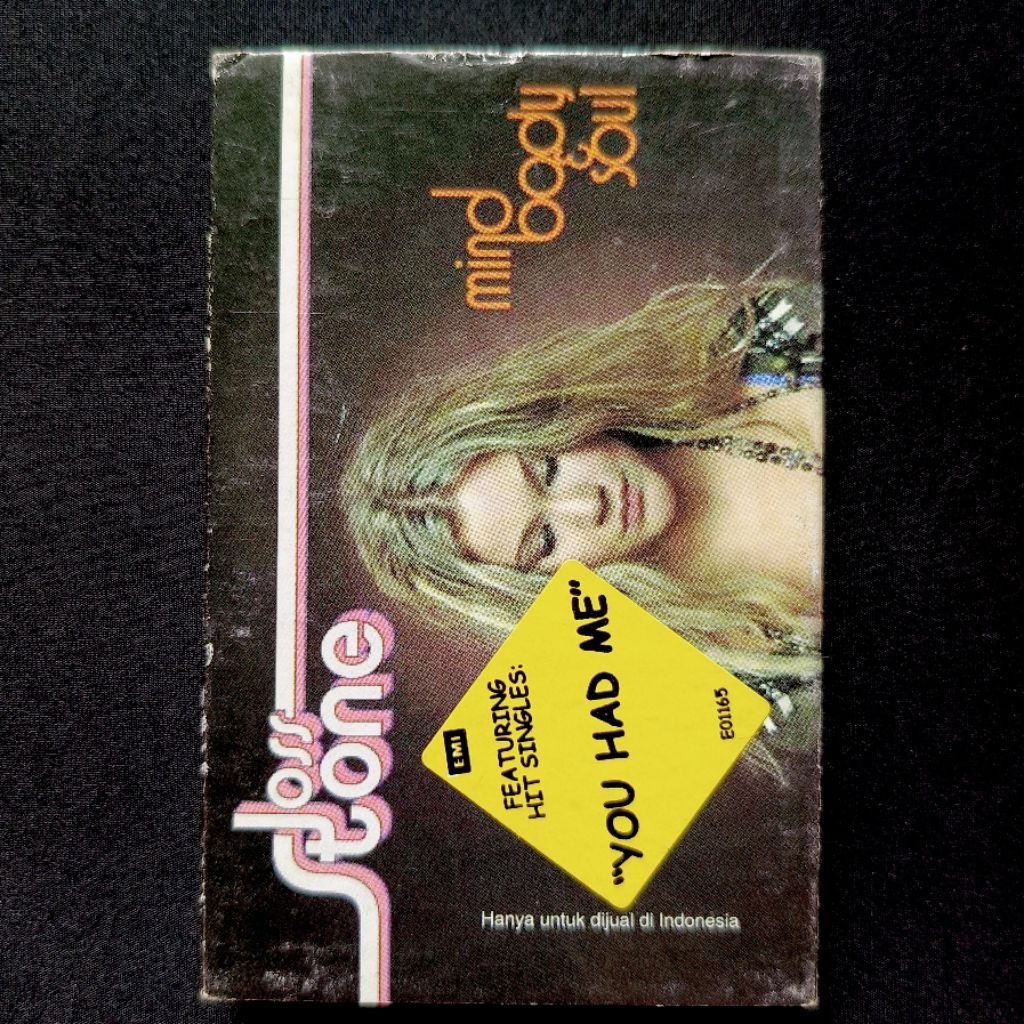 joss
stone
mind
body
& soul
EMI
FEATURING
HIT SINGLES:
"YOU HAD ME"
E01165
Hanya untuk dijual di Indonesia